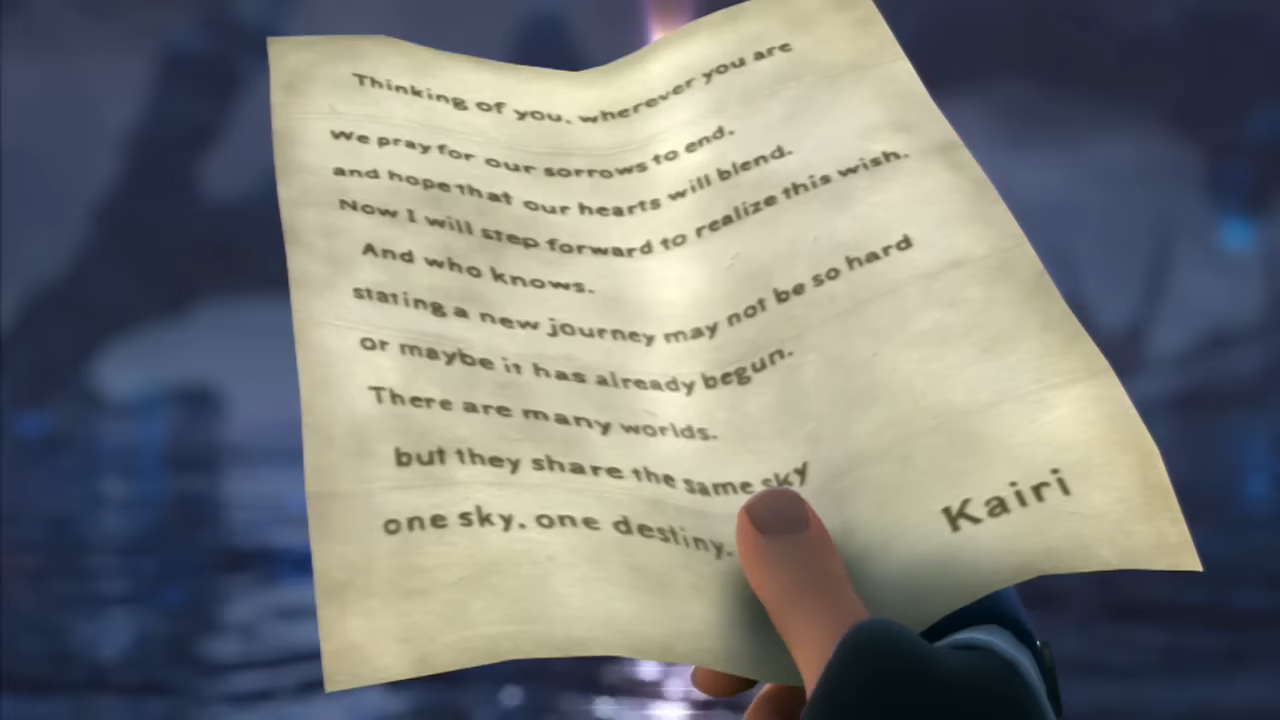 Thinking of you, wherever you are
We pray for our sorrows to end,
and hope that our hearts will blend.
Now I will step forward to realize this wish.
And who knows.
stating a new journey may not be so hard
or maybe it has already begun.
There are many worlds.
but they share the same sky
one sky, one destiny.
Kairi